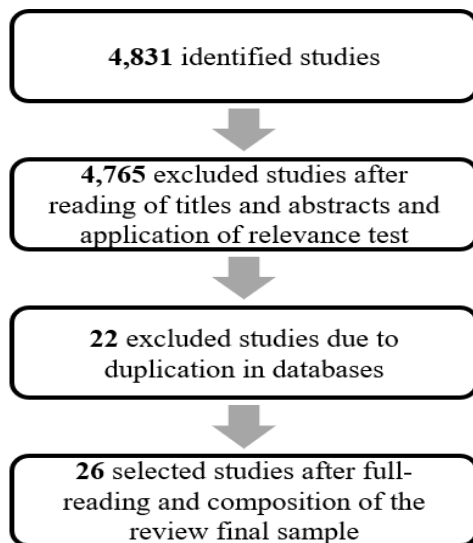 4,831 identified studies
4,765 excluded studies after
reading of titles and abstracts and
application of relevance test
22 excluded studies due to
duplication in databases
26 selected studies after full-
reading and composition of the
review final sample